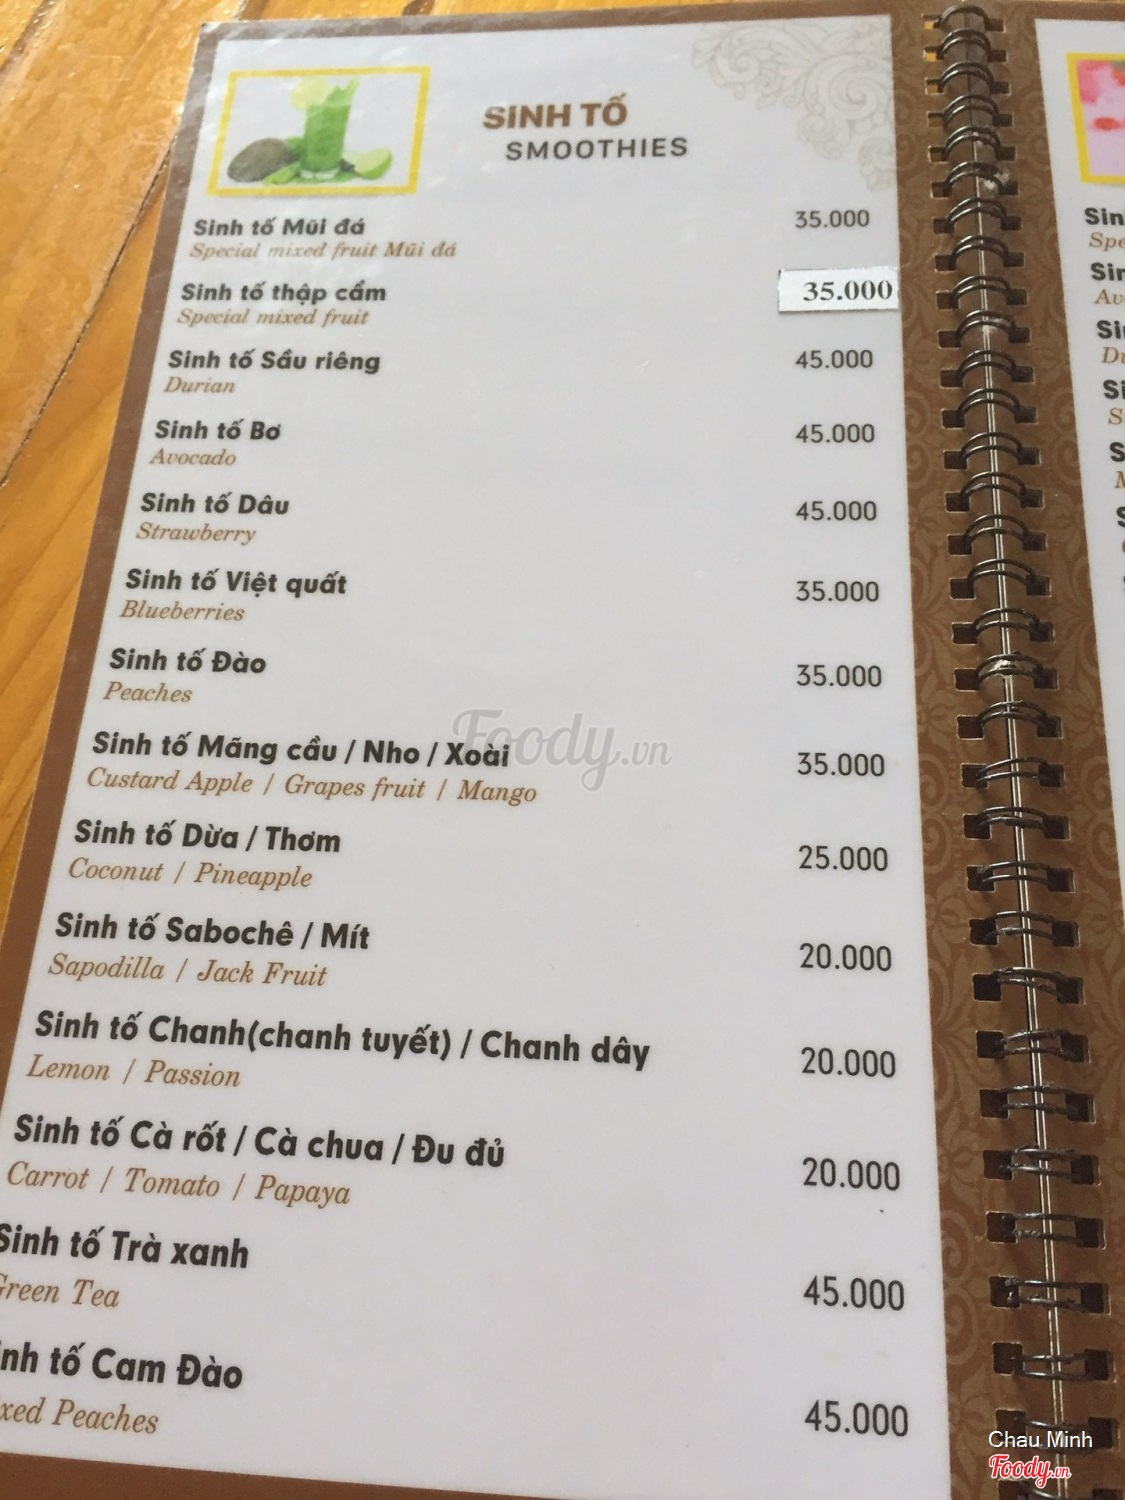 SINH TỐ
SMOOTHIES
Sinh tố Mũi đá 35.000
Special mixed fruit Mũi đá
Sinh tố thập cẩm 35.000
Special mixed fruit
Sinh tố Sầu riêng 45.000
Durian
Sinh tố Bơ 45.000
Avocado
Sinh tố Dâu 45.000
Strawberry
Sinh tố Việt quất 35.000
Blueberries
Sinh tố Đào 35.000
Peaches
Sinh tố Mãng cầu / Nho / Xoài 35.000
Custard Apple / Grapes fruit / Mango
Sinh tố Dừa / Thơm 25.000
Coconut / Pineapple
Sinh tố Sabochê / Mít 20.000
Sapodilla / Jack Fruit
Sinh tố Chanh(chanh tuyết) / Chanh dây 20.000
Lemon / Passion
Sinh tố Cà rốt / Cà chua / Đu đủ 20.000
Carrot / Tomato / Papaya
Sinh tố Trà xanh 45.000
Green Tea
nh tố Cam Đào 45.000
xed Peaches
Foody.vn
Chau Minh
Foody.vn